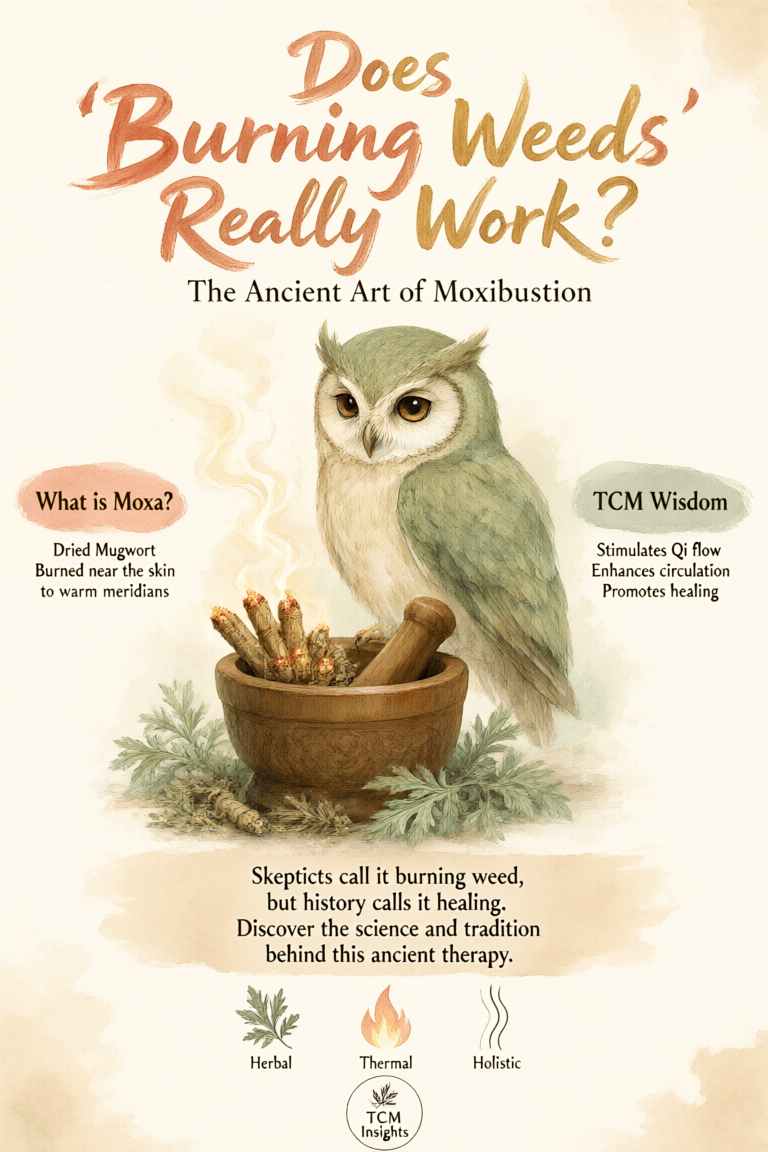 Does
‘Burning Weeds’
Really Work?
The Ancient Art of Moxibustion
What is Moxa?
Dried Mugwort
Burned near the skin
to warm meridians
TCM Wisdom
Stimulates Qi flow
Enhances circulation
Promotes healing
Skepticts call it burning weed,
but history calls it healing.
Discover the science and tradition
behind this ancient therapy.
Herbal
Thermal
Holistic
TCM
Insights